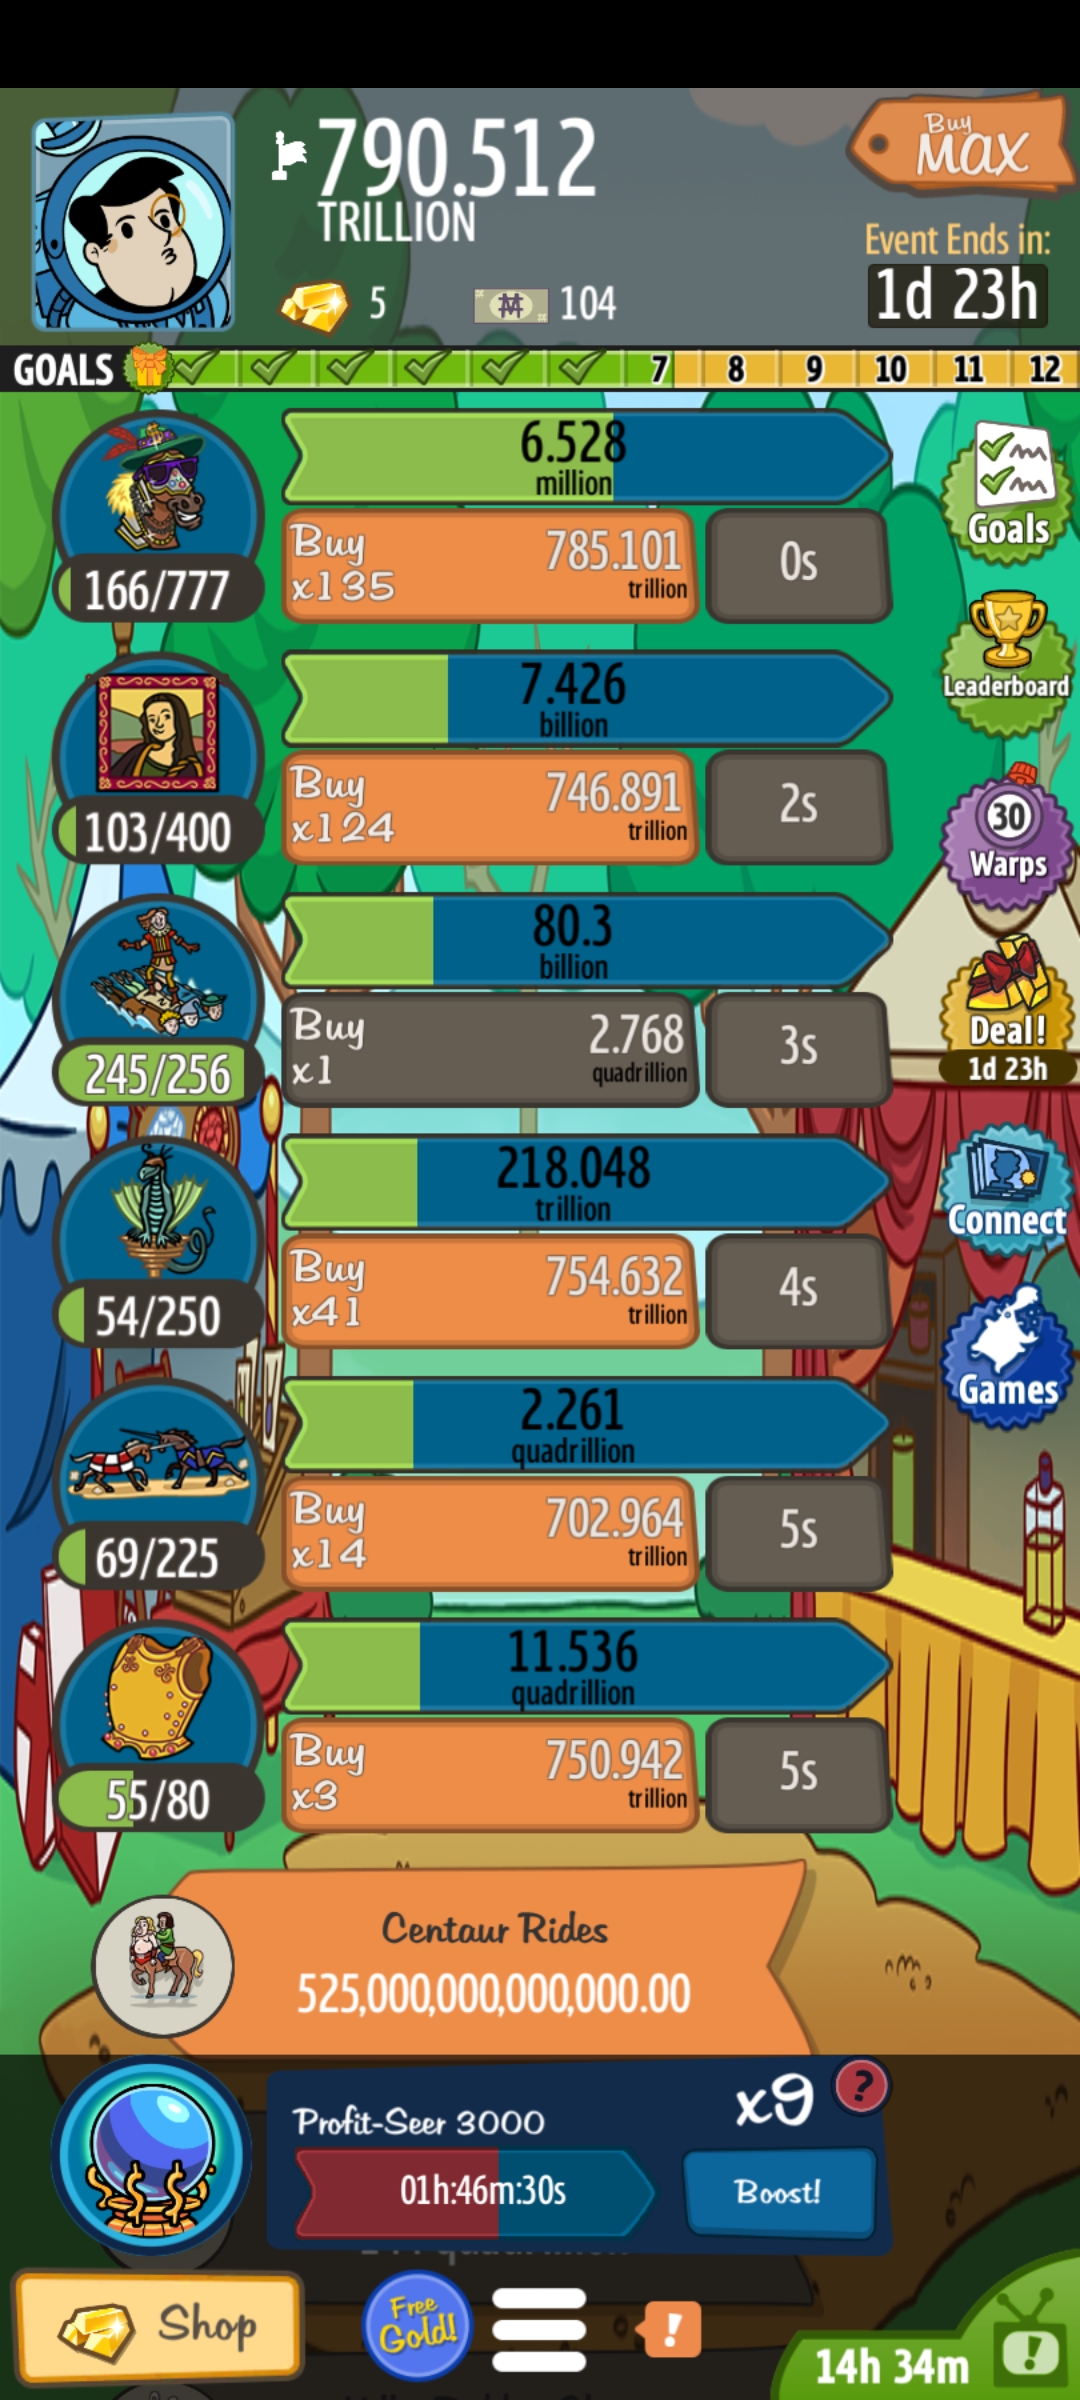 790.512
TRILLION
5
104
Buy
MAX
Event Ends in:
1d 23h
GOALS
7 8 9 10 11 12
6.528
million
Buy
x135
785.101
trillion
0s
166/777
Goals
Leaderboard
7.426
billion
Buy
x124
746.891
trillion
2s
103/400
30
Warps
80.3
billion
Buy
x1
2.768
quadrillion
3s
245/256
Deal!
1d 23h
218.048
trillion
Buy
x41
754.632
trillion
4s
54/250
Connect
2.261
quadrillion
Buy
x14
702.964
trillion
5s
69/225
Games
11.536
quadrillion
Buy
x3
750.942
trillion
5s
55/80
Centaur Rides
525,000,000,000,000.00
Profit-Seer 3000
x9
?
01h:46m:30s
Boost!
Shop
Free
Gold!
!
14h 34m
!